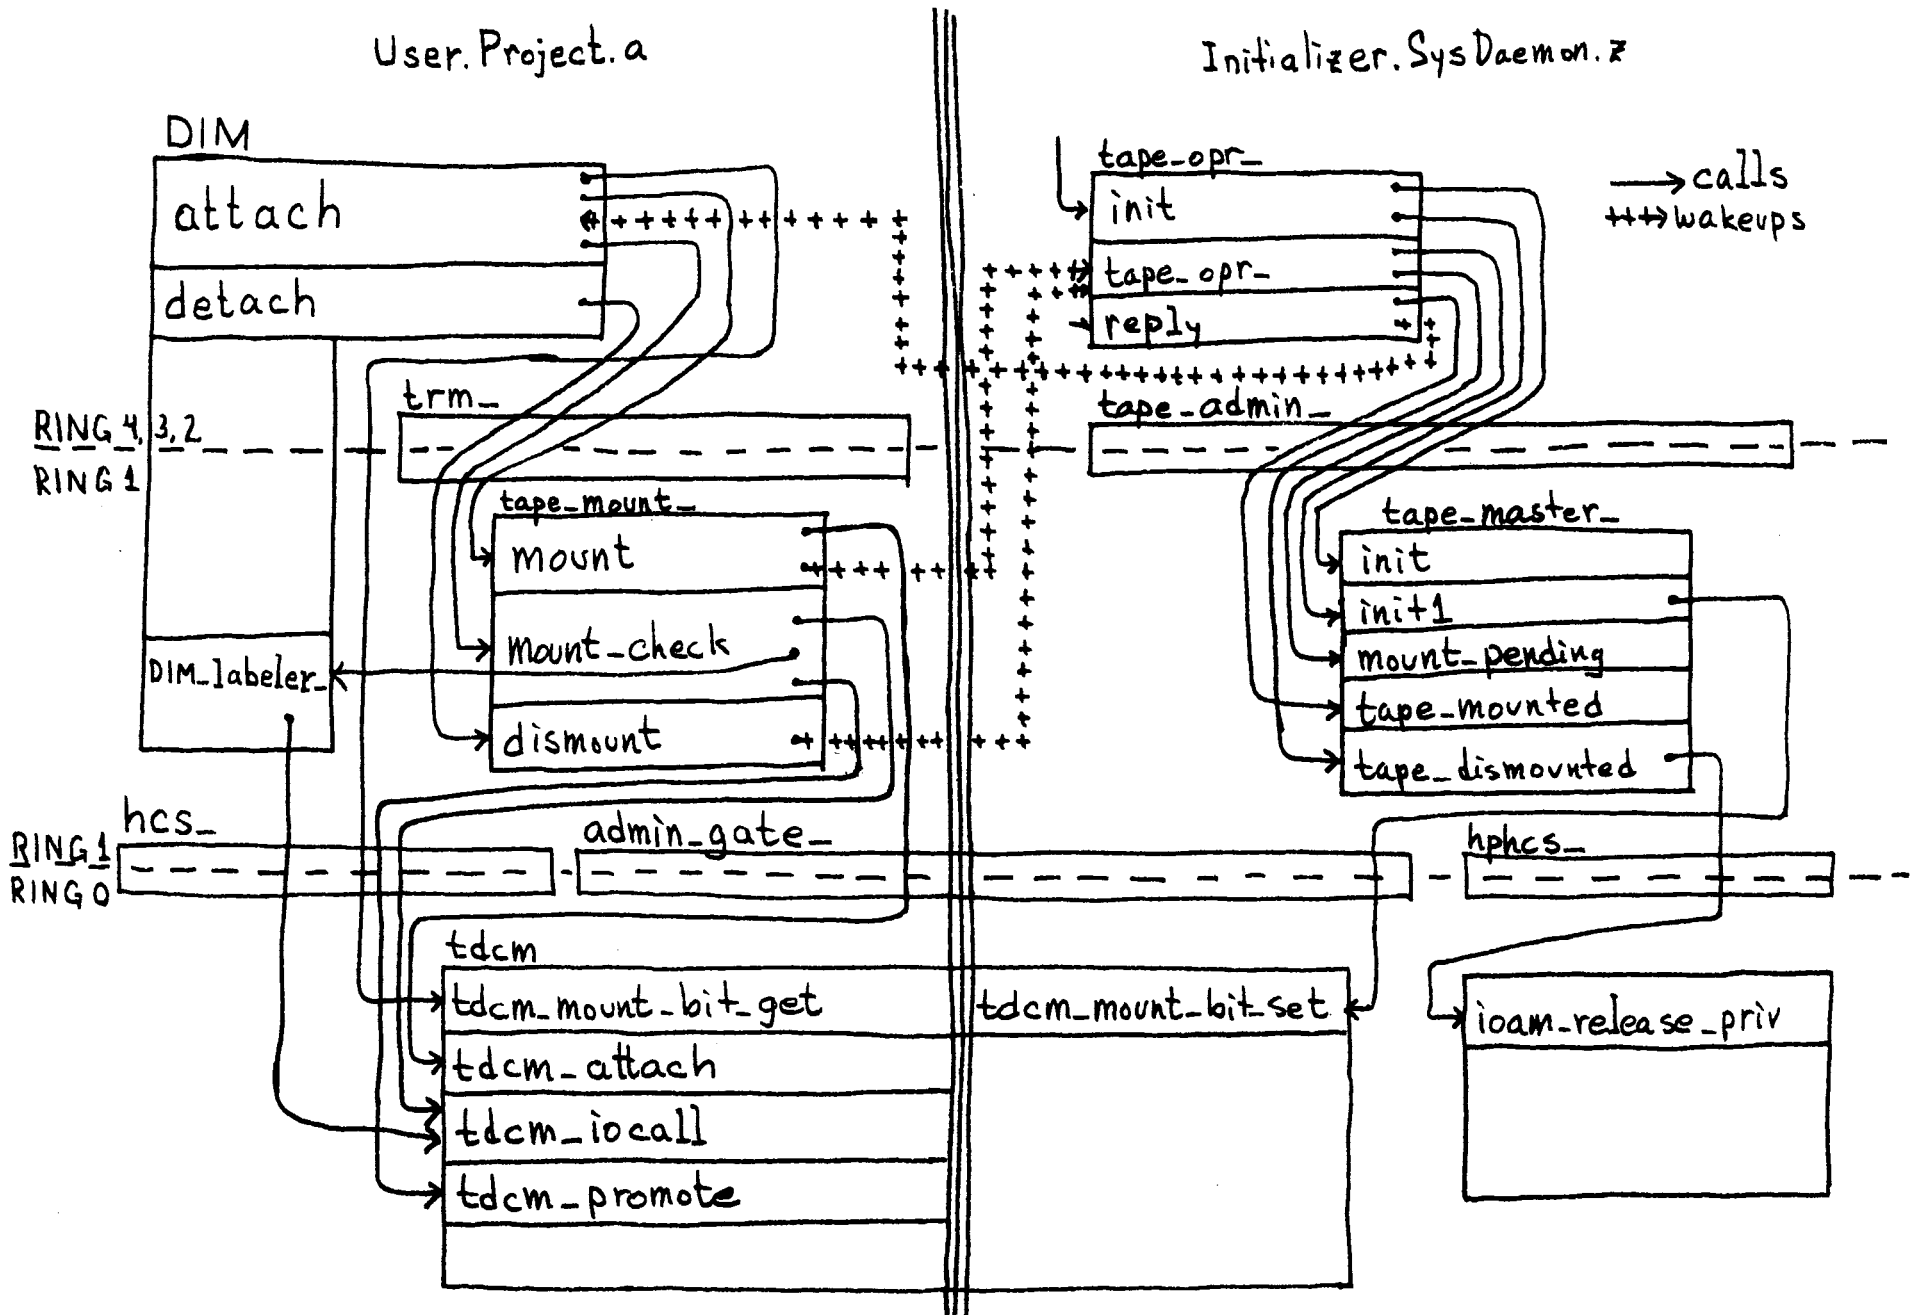 User.Project.a
Initializer.SysDaemon.z
DIM
attach
detach
tape_opr_
init
tape_opr_
reply
calls
wakeups
trm_
tape_admin_
RING 4,3,2
RING 1
tape_mount_
mount
mount_check
dismount
DIM_labeler_
tape_master_
init
init1
mount_pending
tape_mounted
tape_dismounted
hcs_
admin_gate_
hphcs_
RING 1
RING 0
tdcm
tdcm_mount_bit_get
tdcm_mount_bit_set
tdcm_attach
tdcm_iocall
tdcm_promote
ioam_release_priv